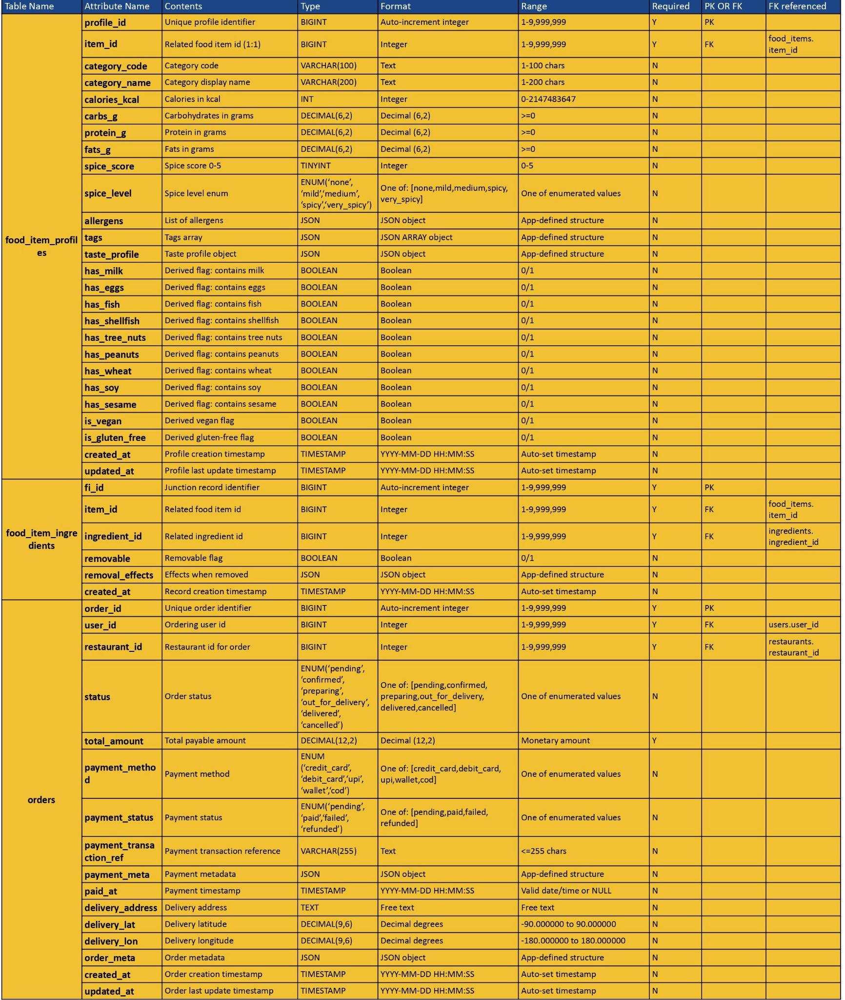 Table Name Attribute Name Contents Type Format Range Required PK OR FK FK referenced
food_item_profil
es
profile_id Unique profile identifier BIGINT Auto-increment integer 1-9,999,999 Y PK
item_id Related food item id (1:1) BIGINT Integer 1-9,999,999 Y FK food_items.
item_id
category_code Category code VARCHAR(100) Text 1-100 chars N
category_name Category display name VARCHAR(200) Text 1-200 chars N
calories_kcal Calories in kcal INT Integer 0-2147483647 N
carbs_g Carbohydrates in grams DECIMAL(6,2) Decimal (6,2) >=0 N
protein_g Protein in grams DECIMAL(6,2) Decimal (6,2) >=0 N
fats_g Fats in grams DECIMAL(6,2) Decimal (6,2) >=0 N
spice_score Spice score 0-5 TINYINT Integer 0-5 N
spice_level Spice level enum
ENUM(‘none’,
‘mild’,‘medium’,
‘spicy’,‘very_spicy’)
One of: [none,mild,medium,spicy,
very_spicy]
One of enumerated values N
allergens List of allergens JSON JSON object App-defined structure N
tags Tags array JSON JSON ARRAY object App-defined structure N
taste_profile Taste profile object JSON JSON object App-defined structure N
has_milk Derived flag: contains milk BOOLEAN Boolean 0/1 N
has_eggs Derived flag: contains eggs BOOLEAN Boolean 0/1 N
has_fish Derived flag: contains fish BOOLEAN Boolean 0/1 N
has_shellfish Derived flag: contains shellfish BOOLEAN Boolean 0/1 N
has_tree_nuts Derived flag: contains tree nuts BOOLEAN Boolean 0/1 N
has_peanuts Derived flag: contains peanuts BOOLEAN Boolean 0/1 N
has_wheat Derived flag: contains wheat BOOLEAN Boolean 0/1 N
has_soy Derived flag: contains soy BOOLEAN Boolean 0/1 N
has_sesame Derived flag: contains sesame BOOLEAN Boolean 0/1 N
is_vegan Derived vegan flag BOOLEAN Boolean 0/1 N
is_gluten_free Derived gluten-free flag BOOLEAN Boolean 0/1 N
created_at Profile creation timestamp TIMESTAMP YYYY-MM-DD HH:MM:SS Auto-set timestamp N
updated_at Profile last update timestamp TIMESTAMP YYYY-MM-DD HH:MM:SS Auto-set timestamp N
food_item_ingre
dients
fi_id Junction record identifier BIGINT Auto-increment integer 1-9,999,999 Y PK
item_id Related food item id BIGINT Integer 1-9,999,999 Y FK food_items.
item_id
ingredient_id Related ingredient id BIGINT Integer 1-9,999,999 Y FK ingredients.
ingredient_id
removable Removable flag BOOLEAN Boolean 0/1 N
removal_effects Effects when removed JSON JSON object App-defined structure N
created_at Record creation timestamp TIMESTAMP YYYY-MM-DD HH:MM:SS Auto-set timestamp N
orders
order_id Unique order identifier BIGINT Auto-increment integer 1-9,999,999 Y PK
user_id Ordering user id BIGINT Integer 1-9,999,999 Y FK users.user_id
restaurant_id Restaurant id for order BIGINT Integer 1-9,999,999 Y FK restaurants.
restaurant_id
status Order status
ENUM(‘pending’,
‘confirmed’,
‘preparing’,
‘out_for_delivery’,
‘delivered’,
‘cancelled’)
One of: [pending,confirmed,
preparing,out_for_delivery,
delivered,cancelled]
One of enumerated values N
total_amount Total payable amount DECIMAL(12,2) Decimal (12,2) Monetary amount Y
payment_metho
d
Payment method
ENUM
(‘credit_card’,
‘debit_card’,‘upi’,
‘wallet’,‘cod’)
One of: [credit_card,debit_card,
upi,wallet,cod]
One of enumerated values N
payment_status Payment status
ENUM(‘pending’,
‘paid’,‘failed’,
‘refunded’)
One of: [pending,paid,failed,
refunded]
One of enumerated values N
payment_transa
ction_ref
Payment transaction reference VARCHAR(255) Text <=255 chars N
payment_meta Payment metadata JSON JSON object App-defined structure N
paid_at Payment timestamp TIMESTAMP YYYY-MM-DD HH:MM:SS Valid date/time or NULL N
delivery_address Delivery address TEXT Free text Free text N
delivery_lat Delivery latitude DECIMAL(9,6) Decimal degrees -90.000000 to 90.000000 N
delivery_lon Delivery longitude DECIMAL(9,6) Decimal degrees -180.000000 to 180.000000 N
order_meta Order metadata JSON JSON object App-defined structure N
created_at Order creation timestamp TIMESTAMP YYYY-MM-DD HH:MM:SS Auto-set timestamp N
updated_at Order last update timestamp TIMESTAMP YYYY-MM-DD HH:MM:SS Auto-set timestamp N